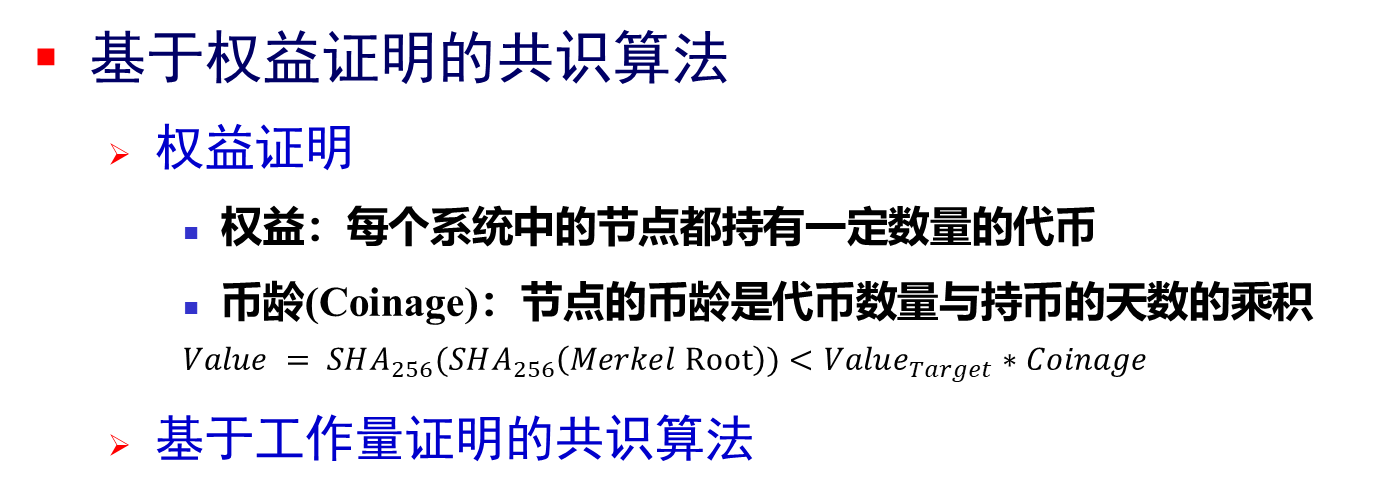 基于权益证明的共识算法
权益证明
权益：每个系统中的节点都持有一定数量的代币
币龄(Coinage)：节点的币龄是代币数量与持币的天数的乘积
Value = SHA₂₅₆(SHA₂₅₆(Merkel Root)) < Value_Target * Coinage
基于工作量证明的共识算法